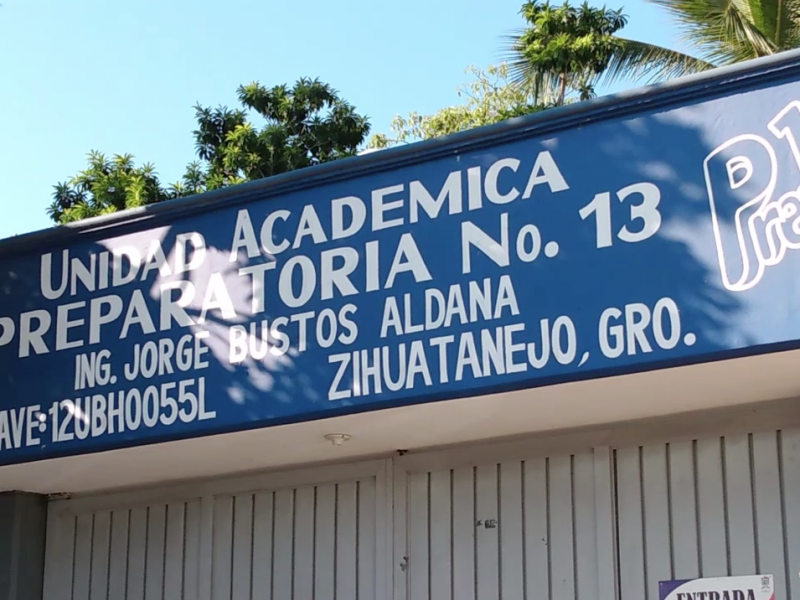 UNIDAD ACADEMICA
PREPARATORIA No. 13
ING. JORGE BUSTOS ALDANA
AVE: 12UBH0055L ZIHUATANEJO, GRO.
ENTRADA